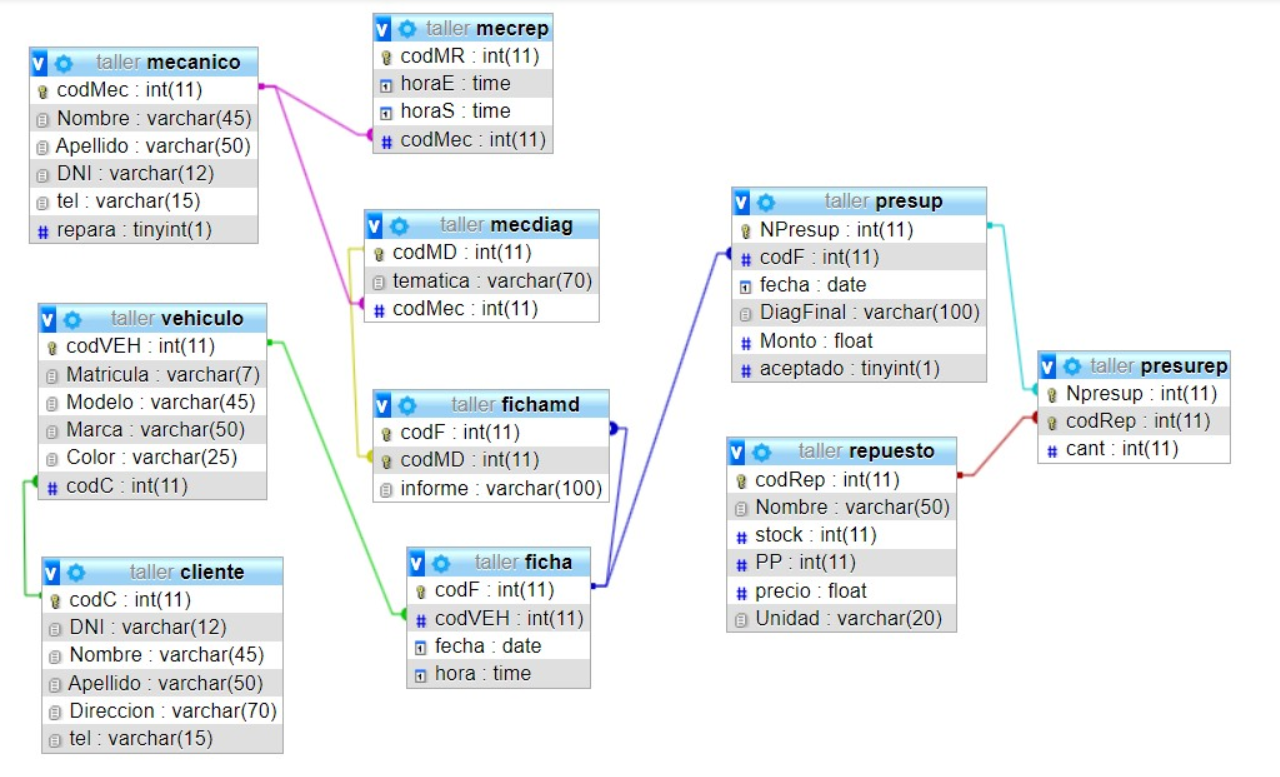 taller mecanico
codMec : int(11)
Nombre : varchar(45)
Apellido : varchar(50)
DNI : varchar(12)
tel : varchar(15)
repara : tinyint(1)
taller mecrep
codMR : int(11)
horaE : time
horaS : time
codMec : int(11)
taller mecdiag
codMD : int(11)
tematica : varchar(70)
codMec : int(11)
taller vehiculo
codVEH : int(11)
Matricula : varchar(7)
Modelo : varchar(45)
Marca : varchar(50)
Color : varchar(25)
codC : int(11)
taller fichamd
codF : int(11)
codMD : int(11)
informe : varchar(100)
taller cliente
codC : int(11)
DNI : varchar(12)
Nombre : varchar(45)
Apellido : varchar(50)
Direccion : varchar(70)
tel : varchar(15)
taller ficha
codF : int(11)
codVEH : int(11)
fecha : date
hora : time
taller presup
NPresup : int(11)
codF : int(11)
fecha : date
DiagFinal : varchar(100)
Monto : float
aceptado : tinyint(1)
taller repuesto
codRep : int(11)
Nombre : varchar(50)
stock : int(11)
PP : int(11)
precio : float
Unidad : varchar(20)
taller presurep
Npresup : int(11)
codRep : int(11)
cant : int(11)